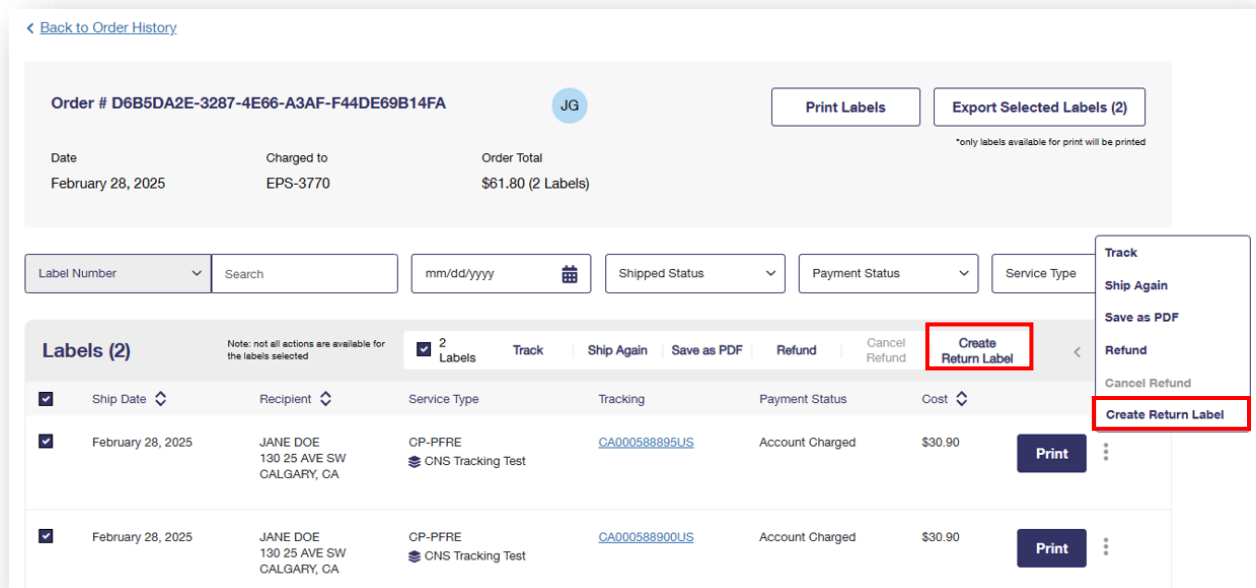 Back to Order History
Order # D6B5DA2E-3287-4E66-A3AF-F44DE69B14FA
JG
Print Labels
Export Selected Labels (2)
*only labels available for print will be printed
Date
Charged to
Order Total
February 28, 2025
EPS-3770
$61.80 (2 Labels)
Label Number
Search
mm/dd/yyyy
Shipped Status
Payment Status
Service Type
Track
Ship Again
Save as PDF
Refund
Cancel Refund
Create Return Label
Labels (2)
Note: not all actions are available for
the labels selected
2
Labels
Track
Ship Again
Save as PDF
Refund
Cancel
Refund
Create
Return Label
Ship Date
Recipient
Service Type
Tracking
Payment Status
Cost
February 28, 2025
JANE DOE
130 25 AVE SW
CALGARY, CA
CP-PFRE
CNS Tracking Test
CA000588895US
Account Charged
$30.90
Print
February 28, 2025
JANE DOE
130 25 AVE SW
CALGARY, CA
CP-PFRE
CNS Tracking Test
CA000588900US
Account Charged
$30.90
Print